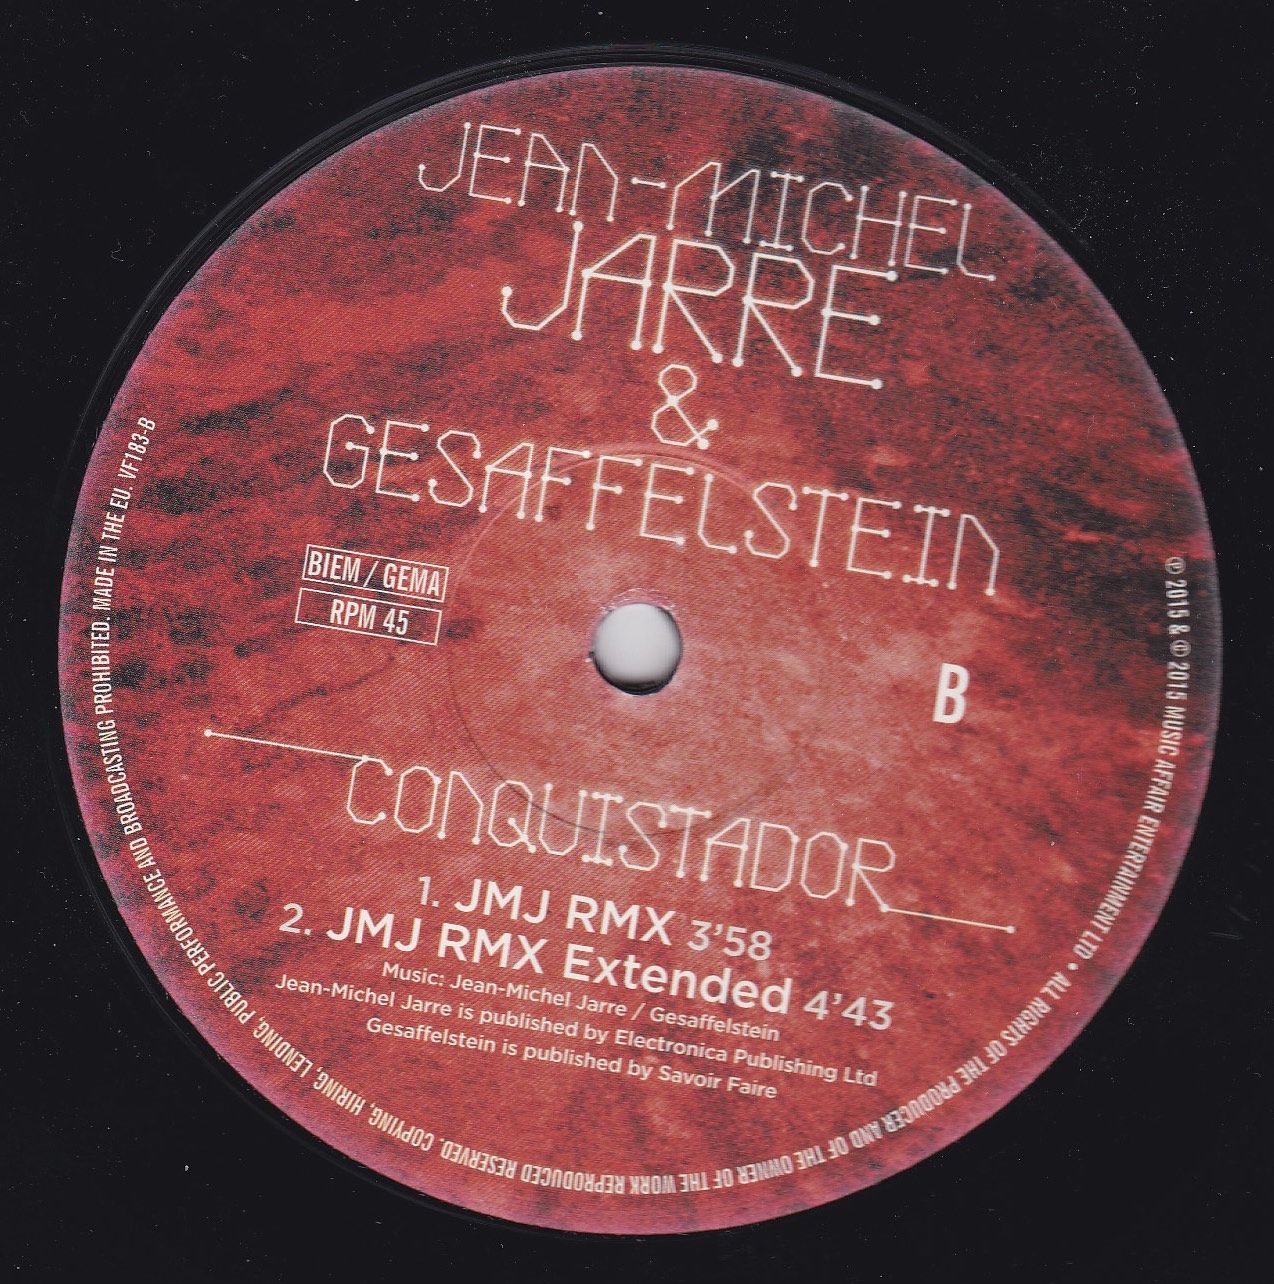 JEAN-MICHEL
JARRE
&
GESAFFELSTEIN
BIEM / GEMA
RPM 45
B
CONQUISTADOR
1. JMJ RMX 3'58
2. JMJ RMX Extended 4'43
Music: Jean-Michel Jarre / Gesaffelstein
Jean-Michel Jarre is published by Electronica Publishing Ltd
Gesaffelstein is published by Savoir Faire
℗ 2015 & © 2015 MUSIC AFFAIR ENTERTAINMENT LTD • ALL RIGHTS OF THE PRODUCER AND OF THE OWNER OF THE WORK REPRODUCED RESERVED. COPYING, HIRING, LENDING, PUBLIC PERFORMANCE AND BROADCASTING PROHIBITED. MADE IN THE EU. VF183-B